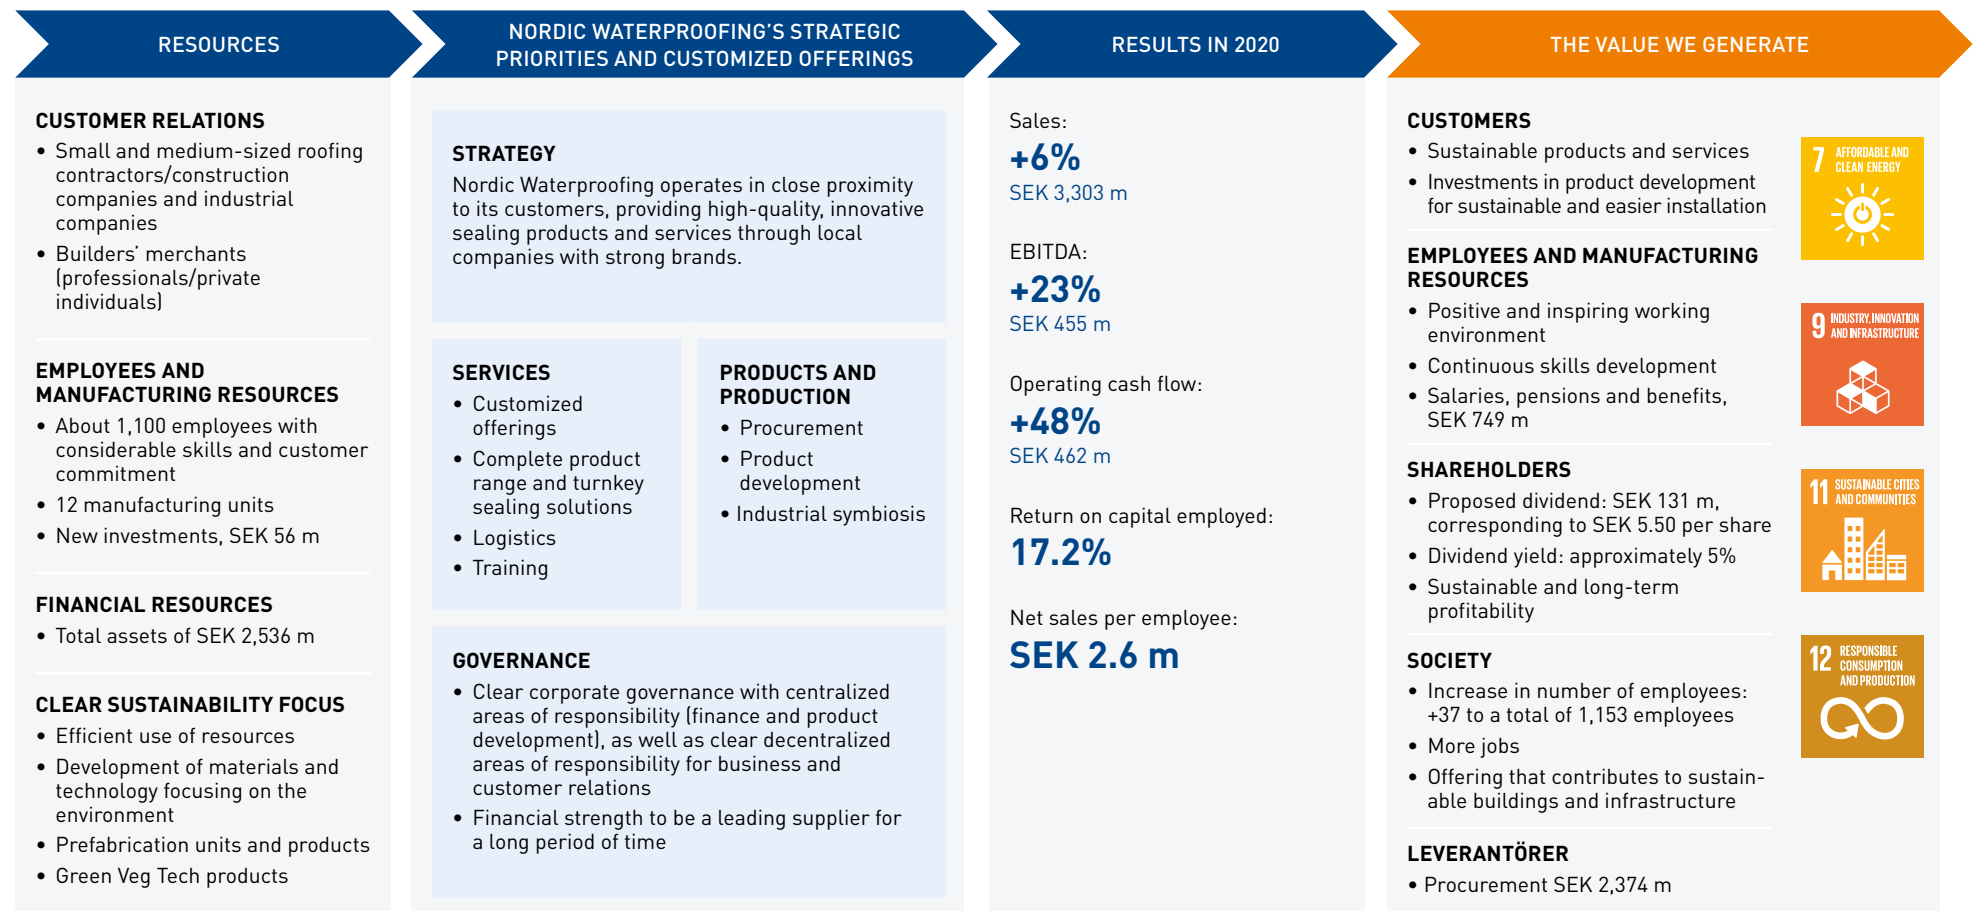 RESOURCES
CUSTOMER RELATIONS
• Small and medium-sized roofing
contractors/construction
companies and industrial
companies
• Builders’ merchants
(professionals/private
individuals)
EMPLOYEES AND
MANUFACTURING RESOURCES
• About 1,100 employees with
considerable skills and customer
commitment
• 12 manufacturing units
• New investments, SEK 56 m
FINANCIAL RESOURCES
• Total assets of SEK 2,536 m
CLEAR SUSTAINABILITY FOCUS
• Efficient use of resources
• Development of materials and
technology focusing on the
environment
• Prefabrication units and products
• Green Veg Tech products
NORDIC WATERPROOFING’S STRATEGIC
PRIORITIES AND CUSTOMIZED OFFERINGS
STRATEGY
Nordic Waterproofing operates in close proximity
to its customers, providing high-quality, innovative
sealing products and services through local
companies with strong brands.
SERVICES
• Customized
offerings
• Complete product
range and turnkey
sealing solutions
• Logistics
• Training
PRODUCTS AND
PRODUCTION
• Procurement
• Product
development
• Industrial symbiosis
GOVERNANCE
• Clear corporate governance with centralized
areas of responsibility (finance and product
development), as well as clear decentralized
areas of responsibility for business and
customer relations
• Financial strength to be a leading supplier for
a long period of time
RESULTS IN 2020
Sales:
+6%
SEK 3,303 m
EBITDA:
+23%
SEK 455 m
Operating cash flow:
+48%
SEK 462 m
Return on capital employed:
17.2%
Net sales per employee:
SEK 2.6 m
THE VALUE WE GENERATE
CUSTOMERS
• Sustainable products and services
• Investments in product development
for sustainable and easier installation
EMPLOYEES AND MANUFACTURING
RESOURCES
• Positive and inspiring working
environment
• Continuous skills development
• Salaries, pensions and benefits,
SEK 749 m
SHAREHOLDERS
• Proposed dividend: SEK 131 m,
corresponding to SEK 5.50 per share
• Dividend yield: approximately 5%
• Sustainable and long-term
profitability
SOCIETY
• Increase in number of employees:
+37 to a total of 1,153 employees
• More jobs
• Offering that contributes to sustain-
able buildings and infrastructure
LEVERANTÖRER
• Procurement SEK 2,374 m
7 AFFORDABLE AND
CLEAN ENERGY
9 INDUSTRY, INNOVATION
AND INFRASTRUCTURE
11 SUSTAINABLE CITIES
AND COMMUNITIES
12 RESPONSIBLE
CONSUMPTION
AND PRODUCTION